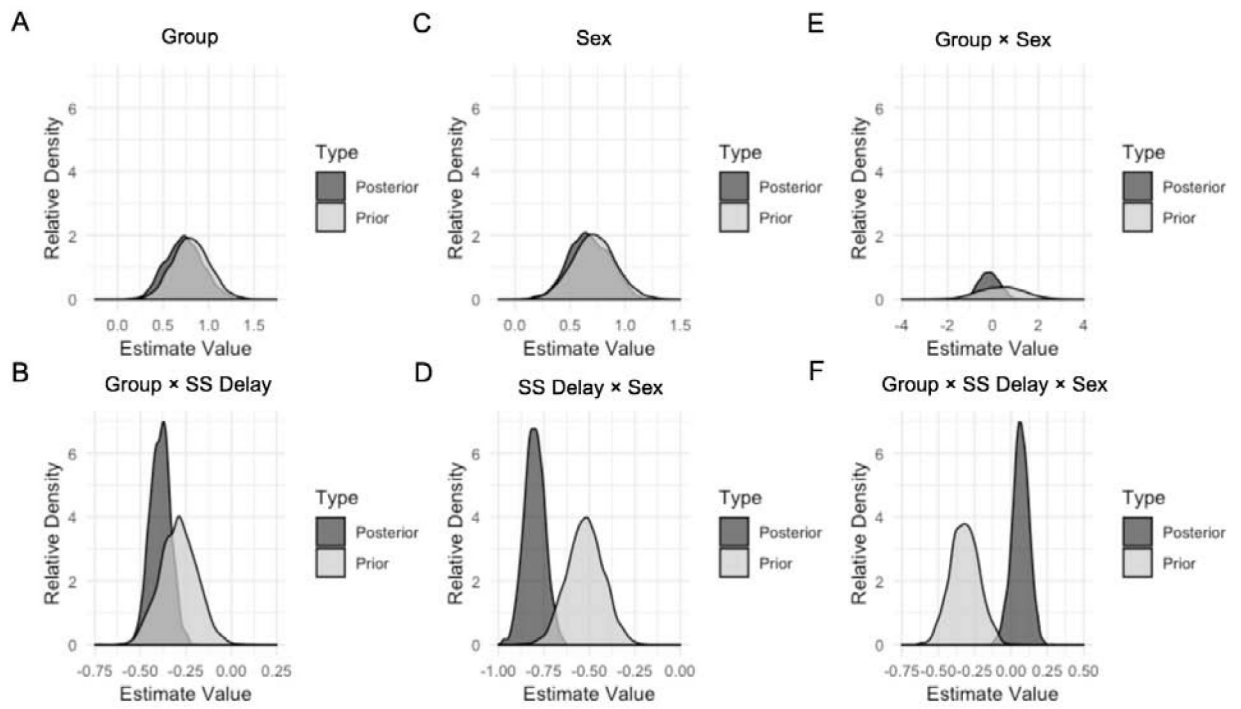 A
Group
Relative Density
6
4
2
0
0.0 0.5 1.0 1.5
Estimate Value
Type
Posterior
Prior
C
Sex
Relative Density
6
4
2
0
0.0 0.5 1.0 1.5
Estimate Value
Type
Posterior
Prior
E
Group × Sex
Relative Density
6
4
2
0
-4 -2 0 2 4
Estimate Value
Type
Posterior
Prior
B
Group × SS Delay
Relative Density
6
4
2
0
-0.75 -0.50 -0.25 0.00 0.25
Estimate Value
Type
Posterior
Prior
D
SS Delay × Sex
Relative Density
6
4
2
0
-1.00 -0.75 -0.50 -0.25 0.00
Estimate Value
Type
Posterior
Prior
F
Group × SS Delay × Sex
Relative Density
6
4
2
0
-0.75 -0.50 -0.25 0.00 0.25 0.50
Estimate Value
Type
Posterior
Prior